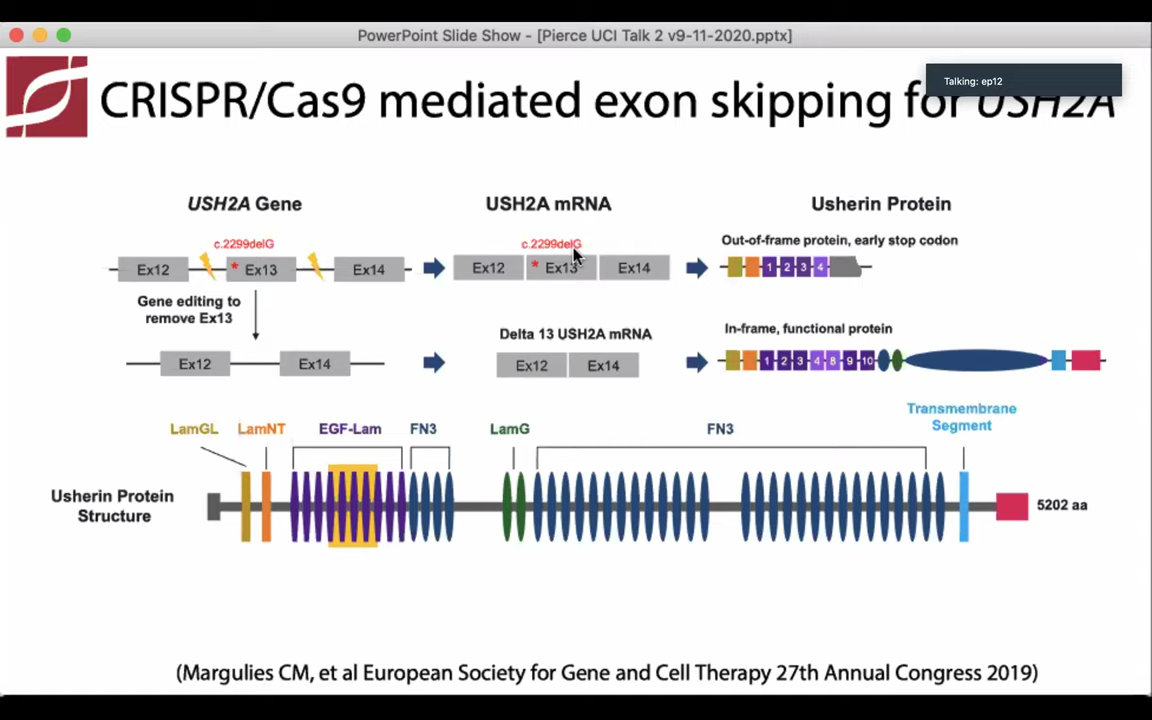 PowerPoint Slide Show - [Pierce UCI Talk 2 v9-11-2020.pptx]
Talking: ep12
CRISPR/Cas9 mediated exon skipping for USH2A
USH2A Gene
USH2A mRNA
Usherin Protein
c.2299delG
c.2299delG
Out-of-frame protein, early stop codon
Ex12
* Ex13
Ex14
Ex12
* Ex13
Ex14
1 2 3 4
Gene editing to
remove Ex13
Delta 13 USH2A mRNA
In-frame, functional protein
Ex12
Ex14
Ex12
Ex14
1 2 3 4 8 9 10
LamGL
LamNT
EGF-Lam
FN3
LamG
FN3
Transmembrane
Segment
Usherin Protein
Structure
5202 aa
(Margulies CM, et al European Society for Gene and Cell Therapy 27th Annual Congress 2019)